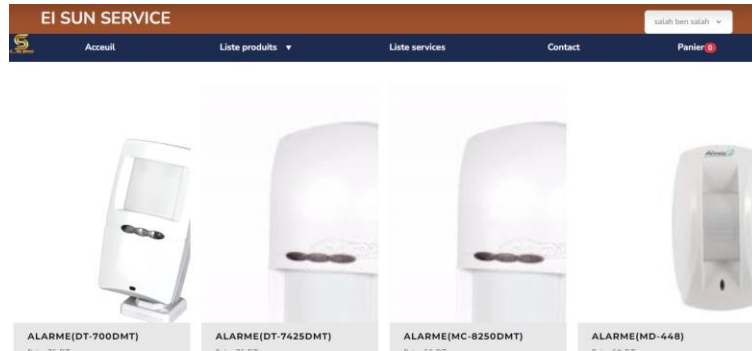 EI SUN SERVICE
salah ben salah
Acceuil
Liste produits ▼
Liste services
Contact
Panier 0
ALARME(DT-700DMT)
ALARME(DT-7425DMT)
ALARME(MC-8250DMT)
ALARME(MD-448)